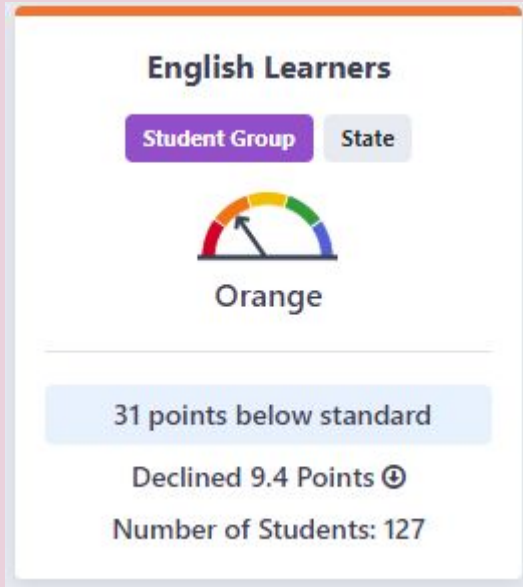 English Learners
Student Group State
Orange
31 points below standard
Declined 9.4 Points
Number of Students: 127